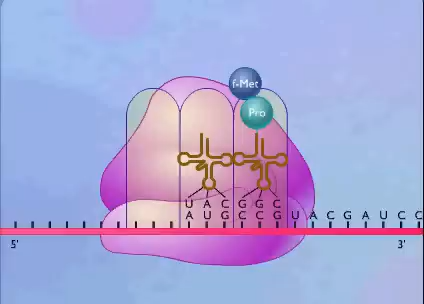 f-Met
Pro
U A C G G C
A U G C C G U A C G A U C C
5' 3'